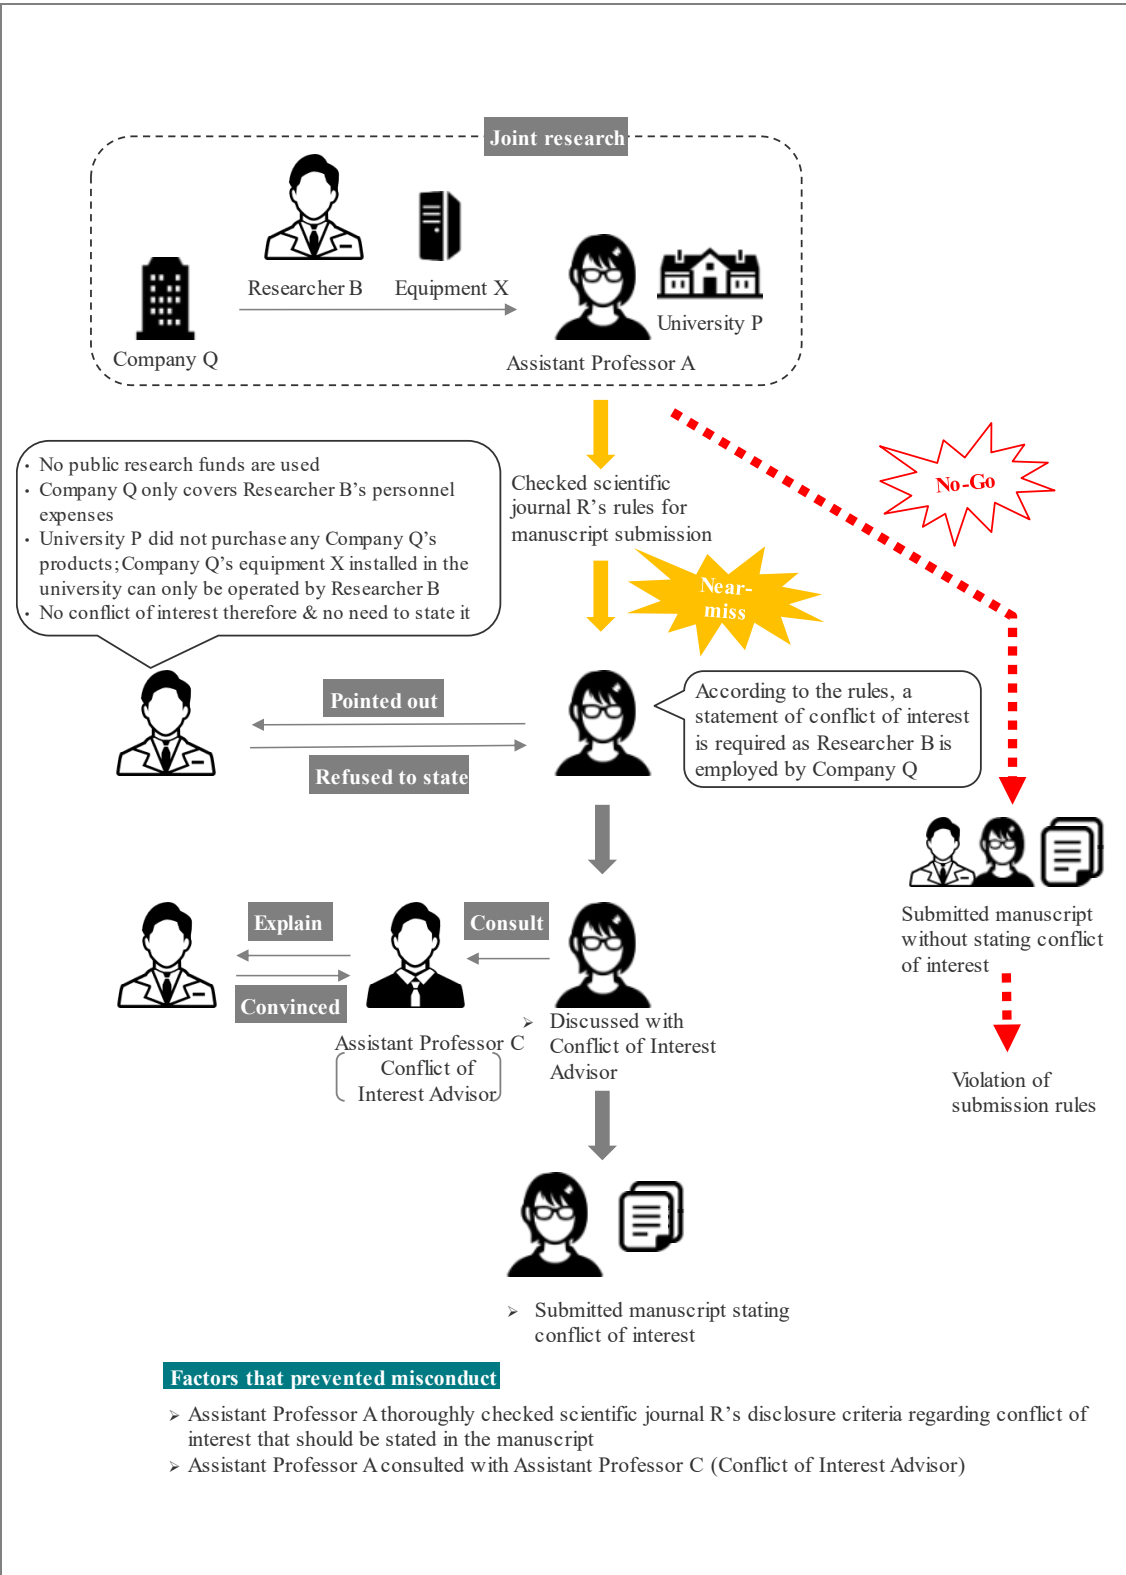 Joint research
Researcher B
Equipment X
University P
Company Q
Assistant Professor A
No-Go
· No public research funds are used
· Company Q only covers Researcher B's personnel
expenses
· University P did not purchase any Company Q's
products; Company Q's equipment X installed in the
university can only be operated by Researcher B
· No conflict of interest therefore & no need to state it
Checked scientific
journal R's rules for
manuscript submission
Near-
miss
Pointed out
Refused to state
According to the rules, a
statement of conflict of interest
is required as Researcher B is
employed by Company Q
Submitted manuscript
without stating conflict
of interest
Violation of
submission rules
Explain
Convinced
Consult
Assistant Professor C
Conflict of
Interest Advisor
➢ Discussed with
Conflict of Interest
Advisor
➢ Submitted manuscript stating
conflict of interest
Factors that prevented misconduct
➢ Assistant Professor A thoroughly checked scientific journal R's disclosure criteria regarding conflict of
interest that should be stated in the manuscript
➢ Assistant Professor A consulted with Assistant Professor C (Conflict of Interest Advisor)